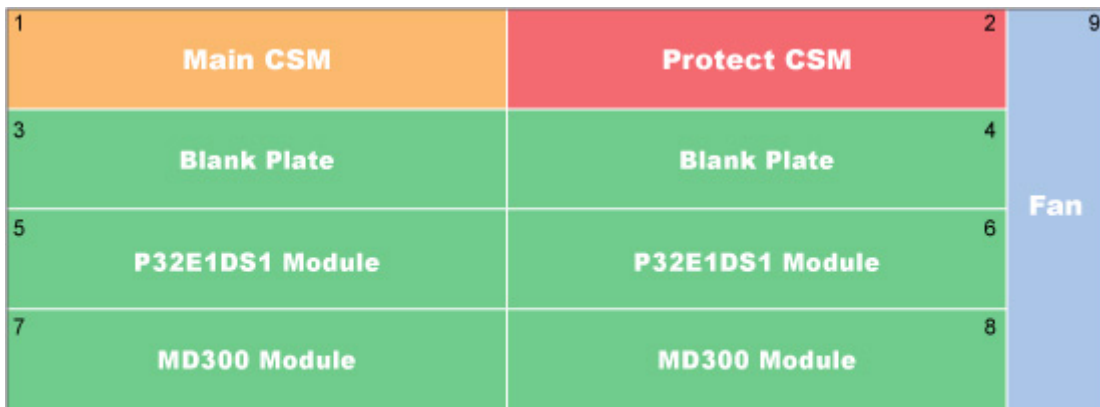 1
Main CSM
2
Protect CSM
9
3
Blank Plate
4
Blank Plate
Fan
5
P32E1DS1 Module
6
P32E1DS1 Module
7
MD300 Module
8
MD300 Module